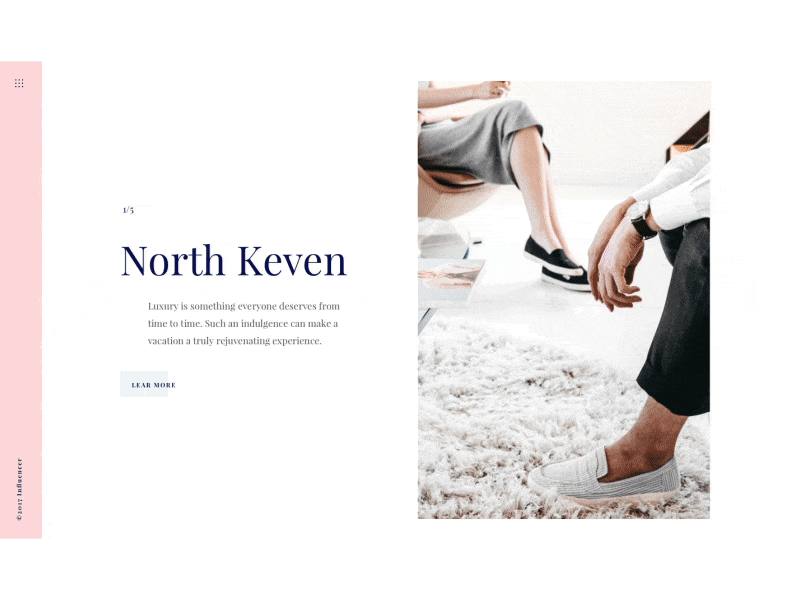 1/5
North Keven
Luxury is something everyone deserves from
time to time. Such an indulgence can make a
vacation a truly rejuvenating experience.
LEAR MORE
©2017 Influencer